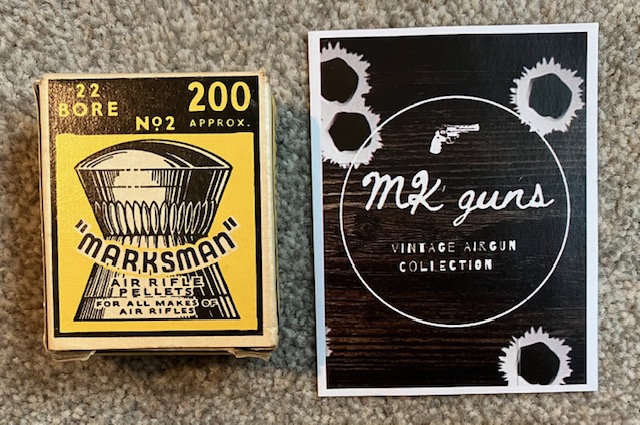 22
BORE
200
Nº2 APPROX.
"MARKSMAN"
AIR RIFLE
PELLETS
FOR ALL MAKES OF
AIR RIFLES
MK guns
VINTAGE AIRGUN
COLLECTION